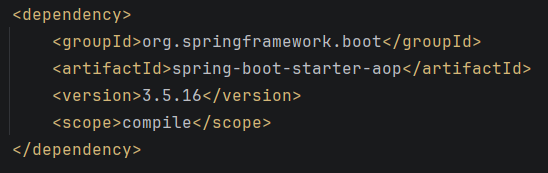 <dependency>
<groupId>org.springframework.boot</groupId>
<artifactId>spring-boot-starter-aop</artifactId>
<version>3.5.16</version>
<scope>compile</scope>
</dependency>